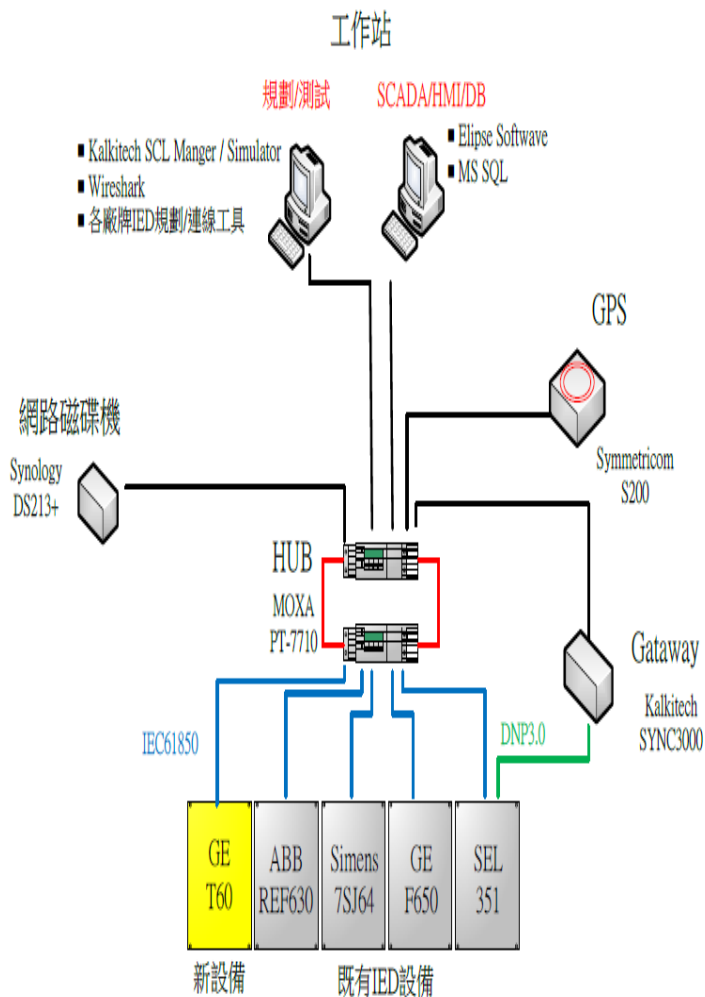 工作站
規劃/測試
SCADA/HMI/DB
■ Kalkitech SCL Manger / Simulator
■ Wireshark
■ 各廠牌IED規劃/連線工具
■ Elipse Softwave
■ MS SQL
GPS
Symmetricom
S200
網路磁碟機
Synology
DS213+
HUB
MOXA
PT-7710
Gataway
Kalkitech
SYNC3000
IEC61850
DNP3.0
GE
T60
ABB
REF630
Simens
7SJ64
GE
F650
SEL
351
新設備
既有IED設備